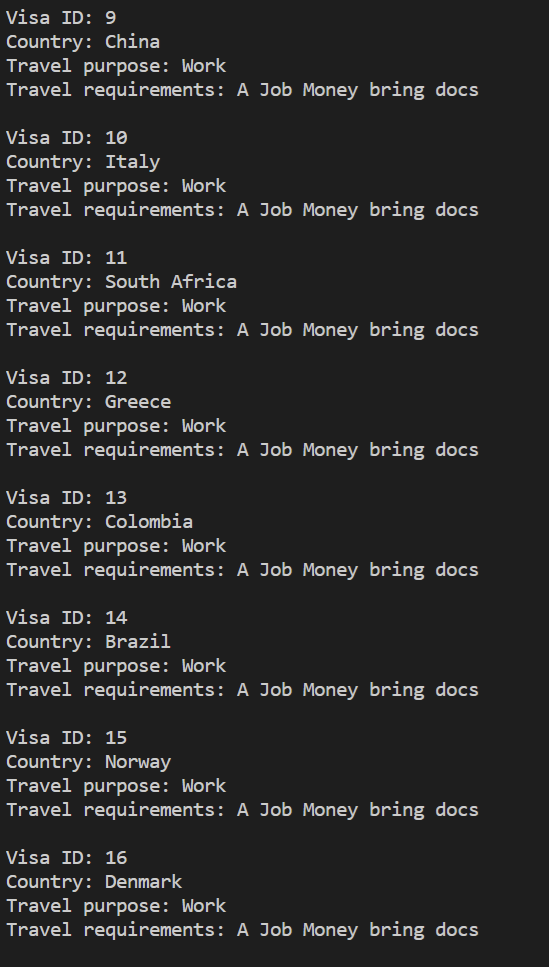 Visa ID: 9
Country: China
Travel purpose: Work
Travel requirements: A Job Money bring docs

Visa ID: 10
Country: Italy
Travel purpose: Work
Travel requirements: A Job Money bring docs

Visa ID: 11
Country: South Africa
Travel purpose: Work
Travel requirements: A Job Money bring docs

Visa ID: 12
Country: Greece
Travel purpose: Work
Travel requirements: A Job Money bring docs

Visa ID: 13
Country: Colombia
Travel purpose: Work
Travel requirements: A Job Money bring docs

Visa ID: 14
Country: Brazil
Travel purpose: Work
Travel requirements: A Job Money bring docs

Visa ID: 15
Country: Norway
Travel purpose: Work
Travel requirements: A Job Money bring docs

Visa ID: 16
Country: Denmark
Travel purpose: Work
Travel requirements: A Job Money bring docs